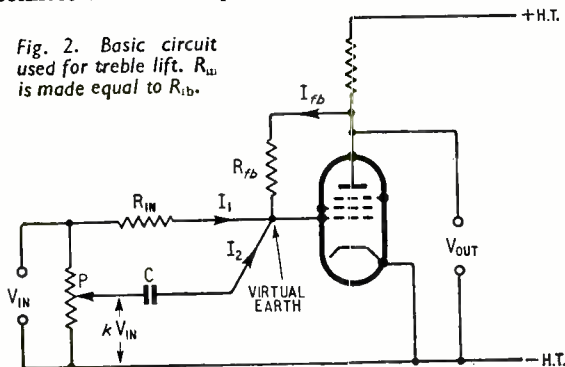 Fig. 2. Basic circuit
used for treble lift. Rin
is made equal to Rfb.
+ H.T.
Ifb
Rfb
RIN
I1
I2
P
C
VIN
kVIN
VIRTUAL
EARTH
VOUT
− H.T.